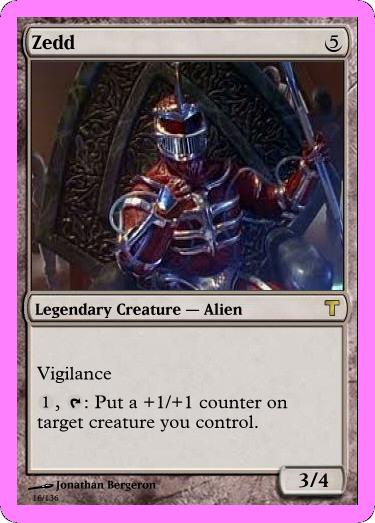 Zedd 5
Legendary Creature — Alien T
Vigilance
1 , : Put a +1/+1 counter on
target creature you control.
3/4
Jonathan Bergeron
16/136